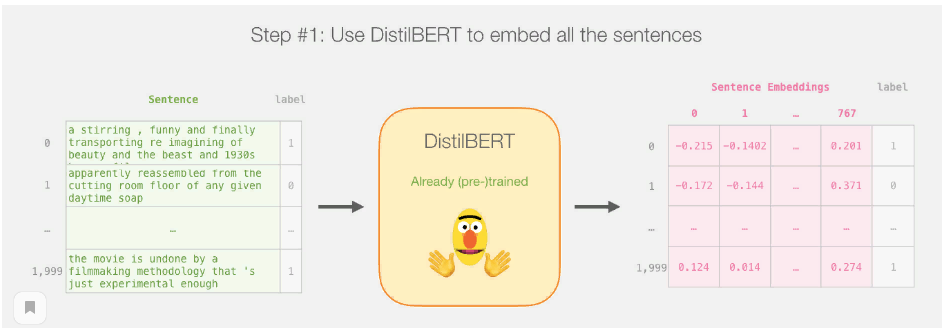 Step #1: Use DistilBERT to embed all the sentences
Sentence label
0 a stirring , funny and finally
transporting re imagining of
beauty and the beast and 1930s
1
1 apparently reassembled from the
cutting room floor of any given
daytime soap
0
… … …
1,999 the movie is undone by a
filmmaking methodology that 's
just experimental enough
1
DistilBERT
Already (pre-)trained
Sentence Embeddings label
0 1 … 767
0 -0.215 -0.1402 … 0.201 1
1 -0.172 -0.144 … 0.371 0
… … … … … …
1,999 0.124 0.014 … 0.274 1